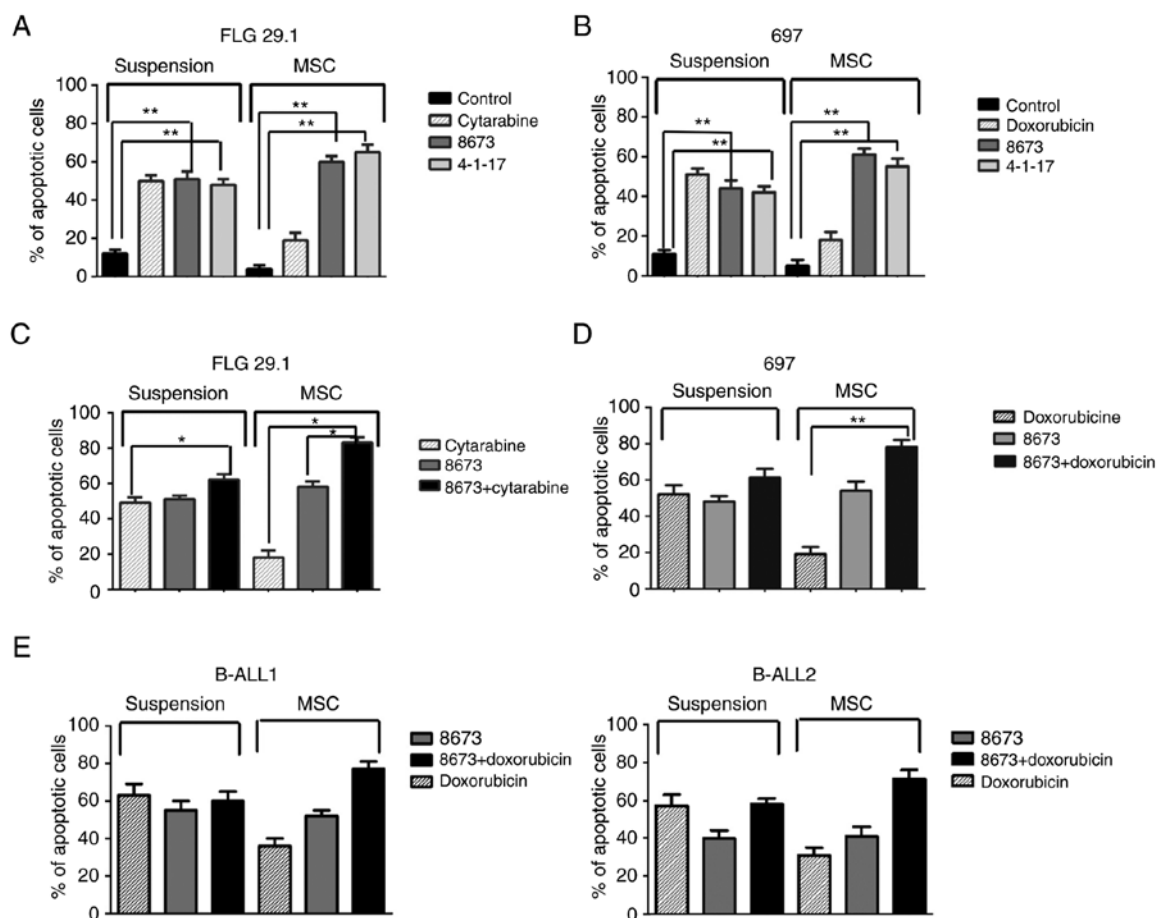 A
FLG 29.1
Suspension
MSC
% of apoptotic cells
100
80
60
40
20
0
**
**
**
**
Control
Cytarabine
8673
4-1-17
B
697
Suspension
MSC
% of apoptotic cells
100
80
60
40
20
0
**
**
**
**
Control
Doxorubicin
8673
4-1-17
C
FLG 29.1
Suspension
MSC
% of apoptotic cells
100
80
60
40
20
0
*
*
*
Cytarabine
8673
8673+cytarabine
D
697
Suspension
MSC
% of apoptotic cells
100
80
60
40
20
0
**
Doxorubicine
8673
8673+doxorubicin
E
B-ALL1
Suspension
MSC
% of apoptotic cells
100
80
60
40
20
0
8673
8673+doxorubicin
Doxorubicin
B-ALL2
Suspension
MSC
% of apoptotic cells
100
80
60
40
20
0
8673
8673+doxorubicin
Doxorubicin